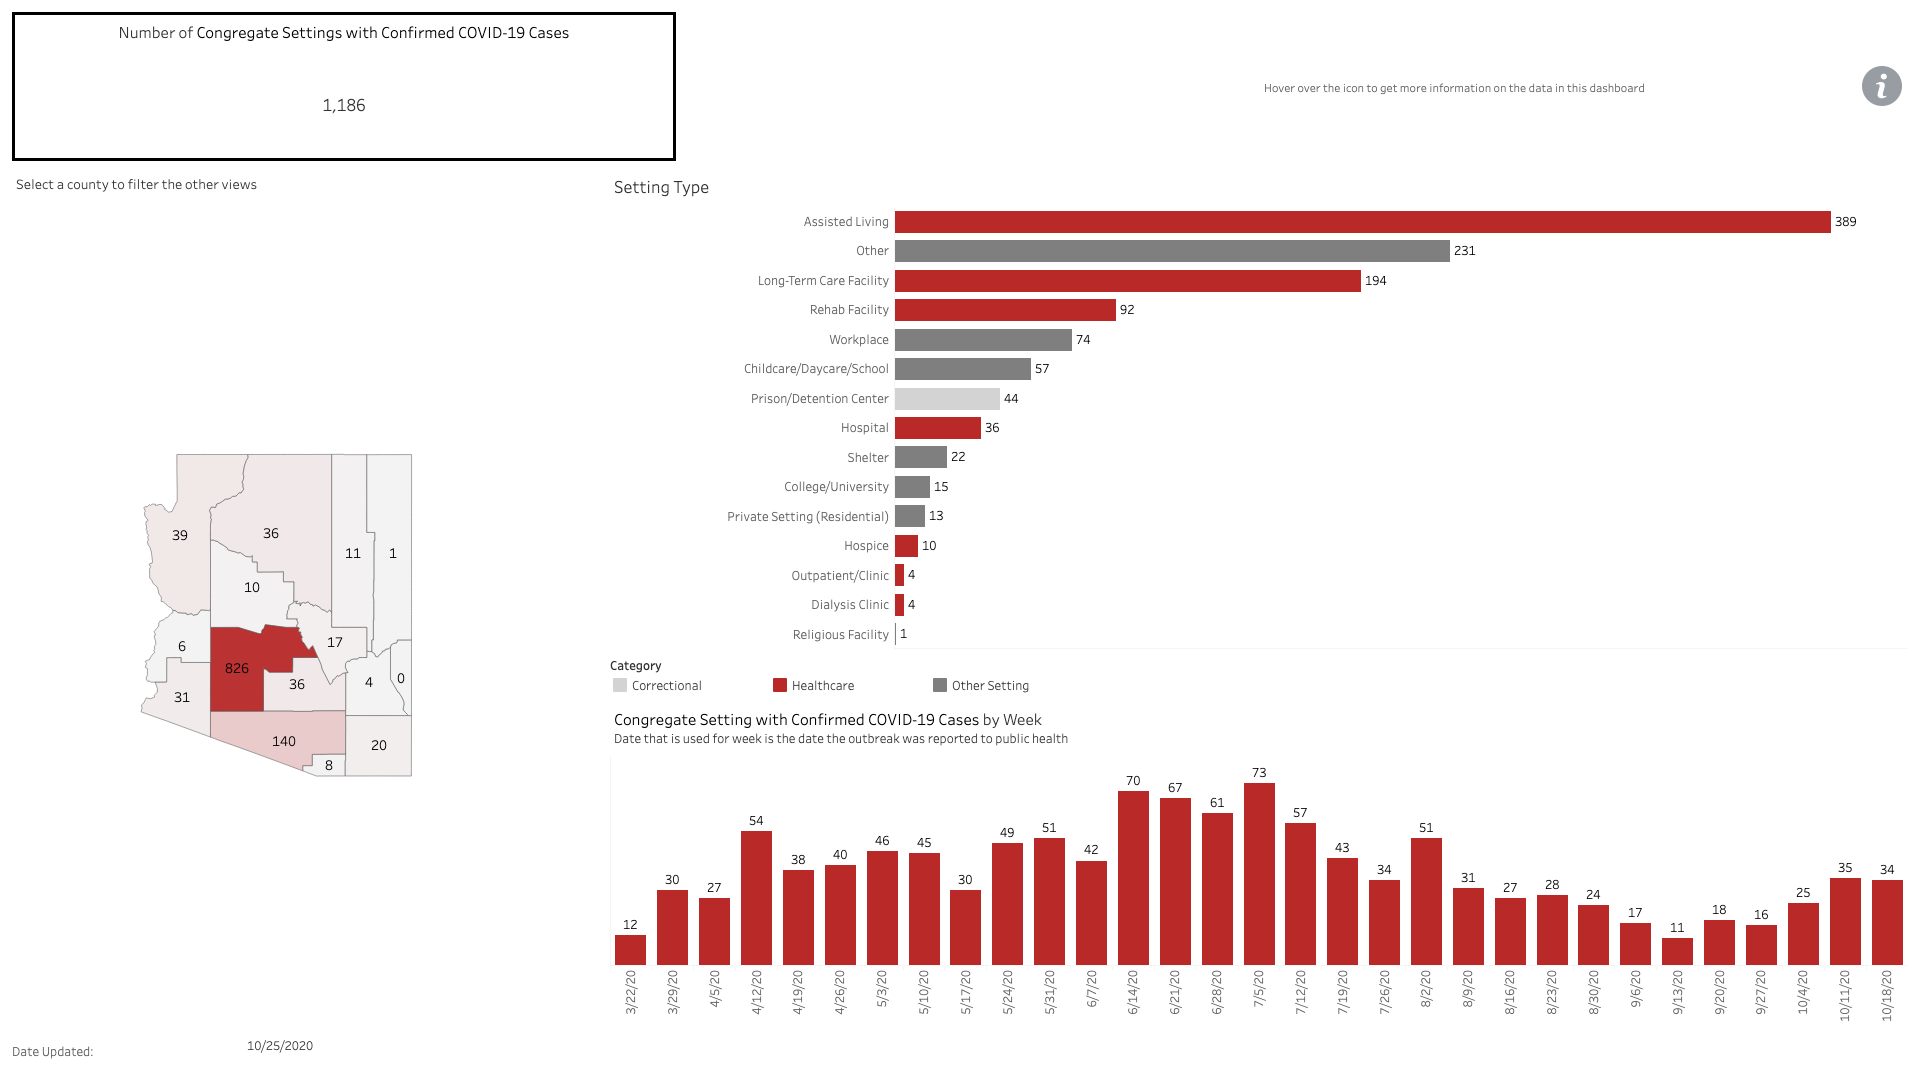 Number of Congregate Settings with Confirmed COVID-19 Cases
1,186
Hover over the icon to get more information on the data in this dashboard
i
Select a county to filter the other views
39
36
11
1
10
6
17
826
36
4
0
31
140
20
8
Setting Type
Assisted Living 389
Other 231
Long-Term Care Facility 194
Rehab Facility 92
Workplace 74
Childcare/Daycare/School 57
Prison/Detention Center 44
Hospital 36
Shelter 22
College/University 15
Private Setting (Residential) 13
Hospice 10
Outpatient/Clinic 4
Dialysis Clinic 4
Religious Facility 1
Category
Correctional Healthcare Other Setting
Congregate Setting with Confirmed COVID-19 Cases by Week
Date that is used for week is the date the outbreak was reported to public health
12 30 27 54 38 40 46 45 30 49 51 42 70 67 61 73 57 43 34 51 31 27 28 24 17 11 18 16 25 35 34
3/22/20 3/29/20 4/5/20 4/12/20 4/19/20 4/26/20 5/3/20 5/10/20 5/17/20 5/24/20 5/31/20 6/7/20 6/14/20 6/21/20 6/28/20 7/5/20 7/12/20 7/19/20 7/26/20 8/2/20 8/9/20 8/16/20 8/23/20 8/30/20 9/6/20 9/13/20 9/20/20 9/27/20 10/4/20 10/11/20 10/18/20
Date Updated: 10/25/2020